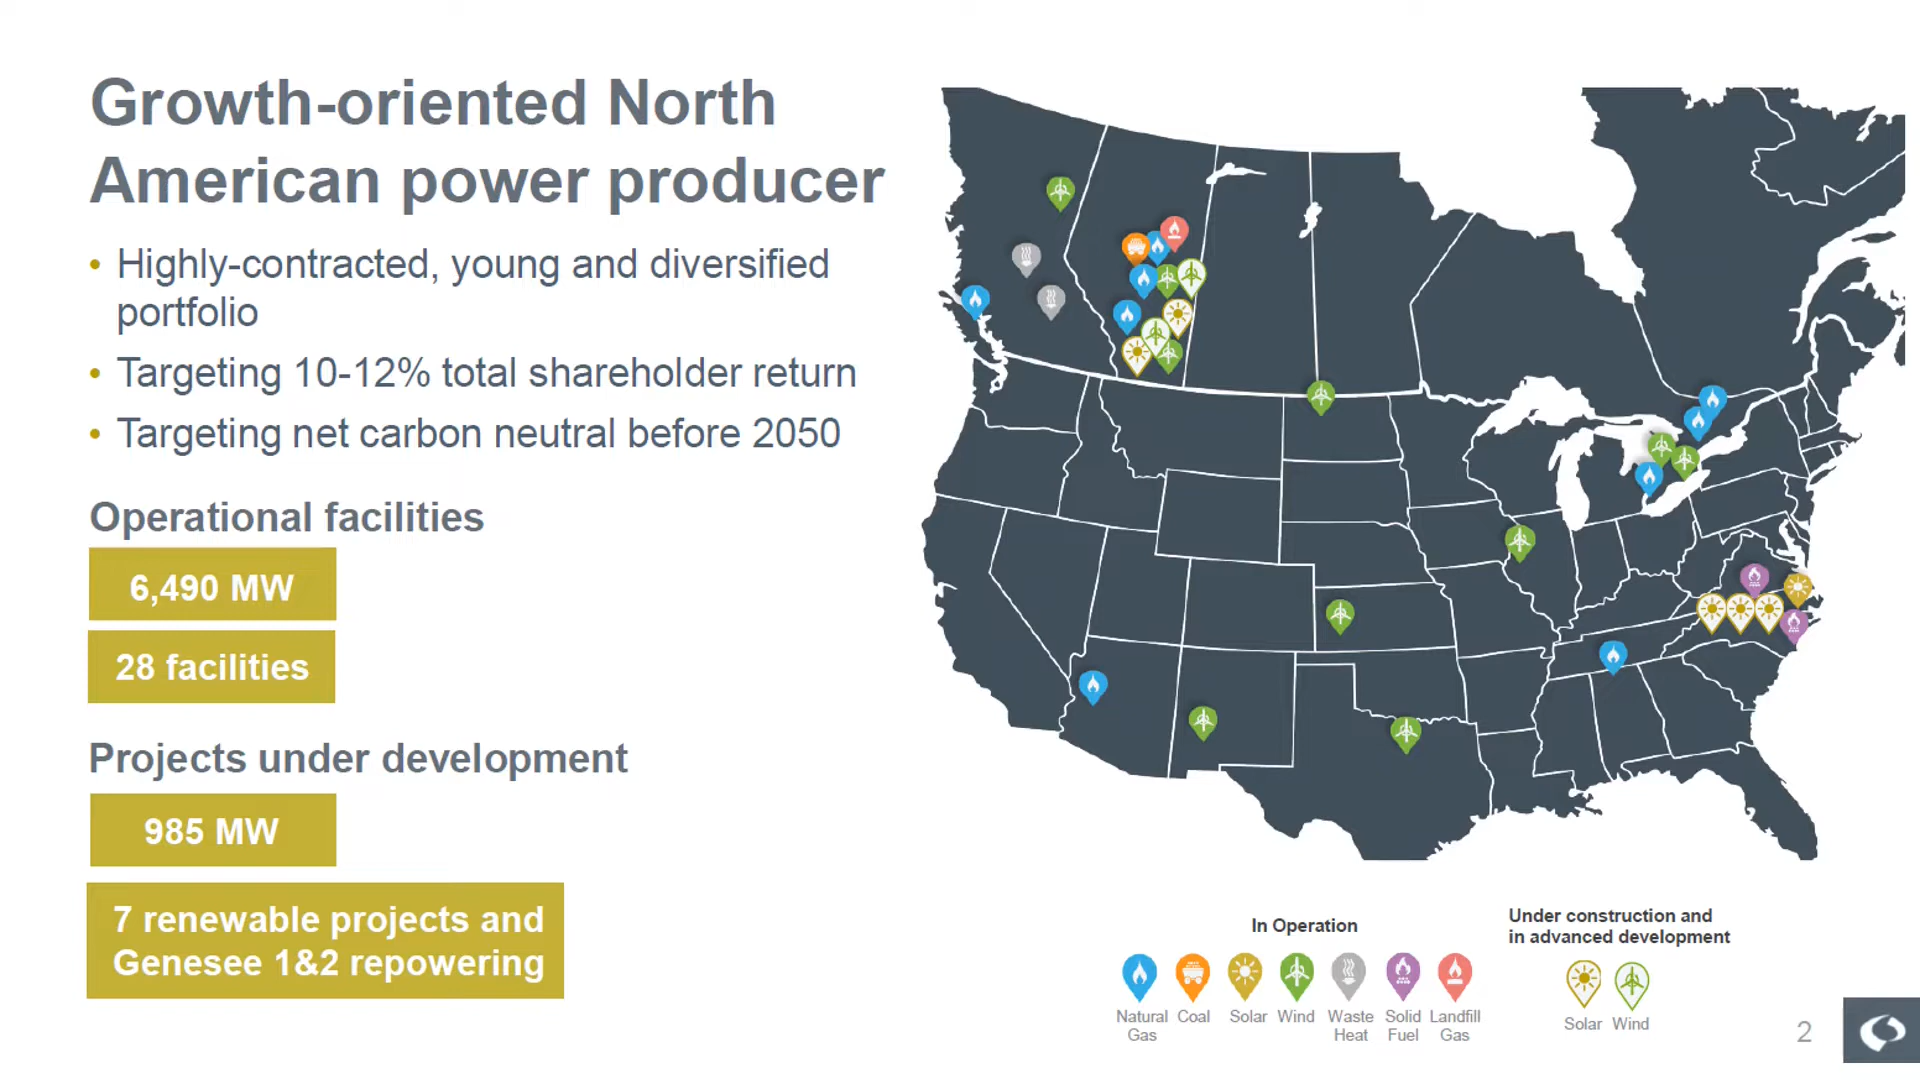 Growth-oriented North
American power producer
• Highly-contracted, young and diversified
portfolio
• Targeting 10-12% total shareholder return
• Targeting net carbon neutral before 2050
Operational facilities
6,490 MW
28 facilities
Projects under development
985 MW
7 renewable projects and
Genesee 1&2 repowering
In Operation
Natural
Gas
Coal
Solar
Wind
Waste
Heat
Solid
Fuel
Landfill
Gas
Under construction and
in advanced development
Solar
Wind
2